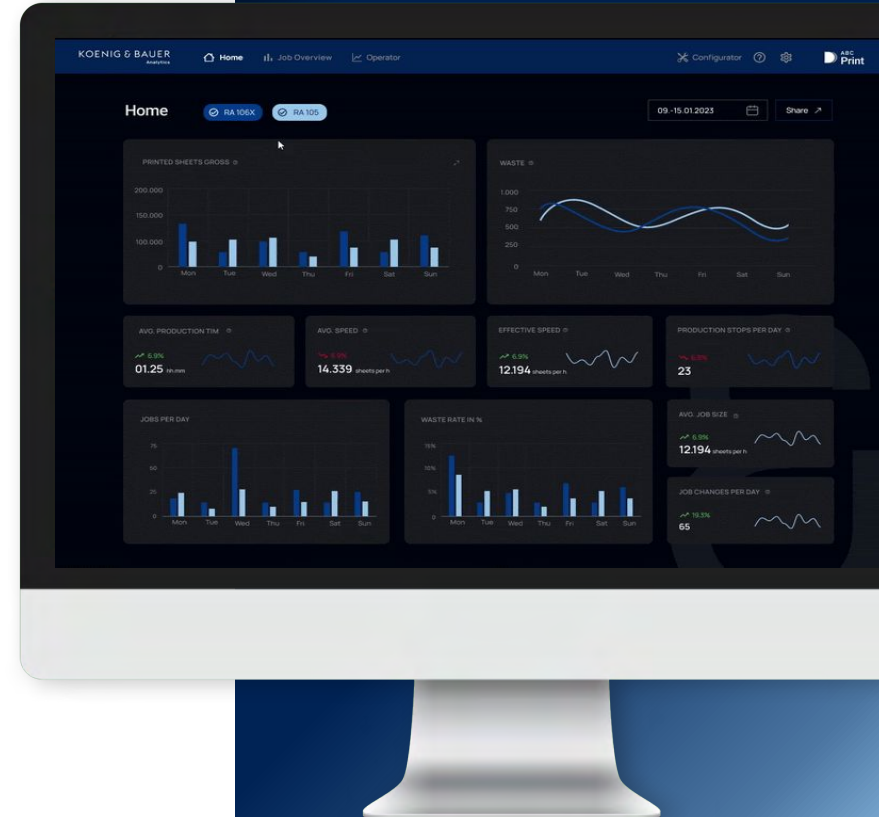 KOENIG & BAUER
Analytics
Home
Job Overview
Operator
Configurator
ABC
Print
Home
RA 106X
RA 105
09.-15.01.2023
Share
PRINTED SHEETS GROSS
200.000
150.000
100.000
0
Mon Tue Wed Thu Fri Sat Sun
WASTE
1.000
750
500
250
0
Mon Tue Wed Thu Fri Sat Sun
AVG. PRODUCTION TIM
6.9%
01.25 hh:mm
AVG. SPEED
6.9%
14.339 sheets per h
EFFECTIVE SPEED
6.9%
12.194 sheets per h
PRODUCTION STOPS PER DAY
6.9%
23
JOBS PER DAY
75
50
25
0
Mon Tue Wed Thu Fri Sat Sun
WASTE RATE IN %
15%
10%
5%
0
Mon Tue Wed Thu Fri Sat Sun
AVG. JOB SIZE
6.9%
12.194 sheets per h
JOB CHANGES PER DAY
19.3%
65